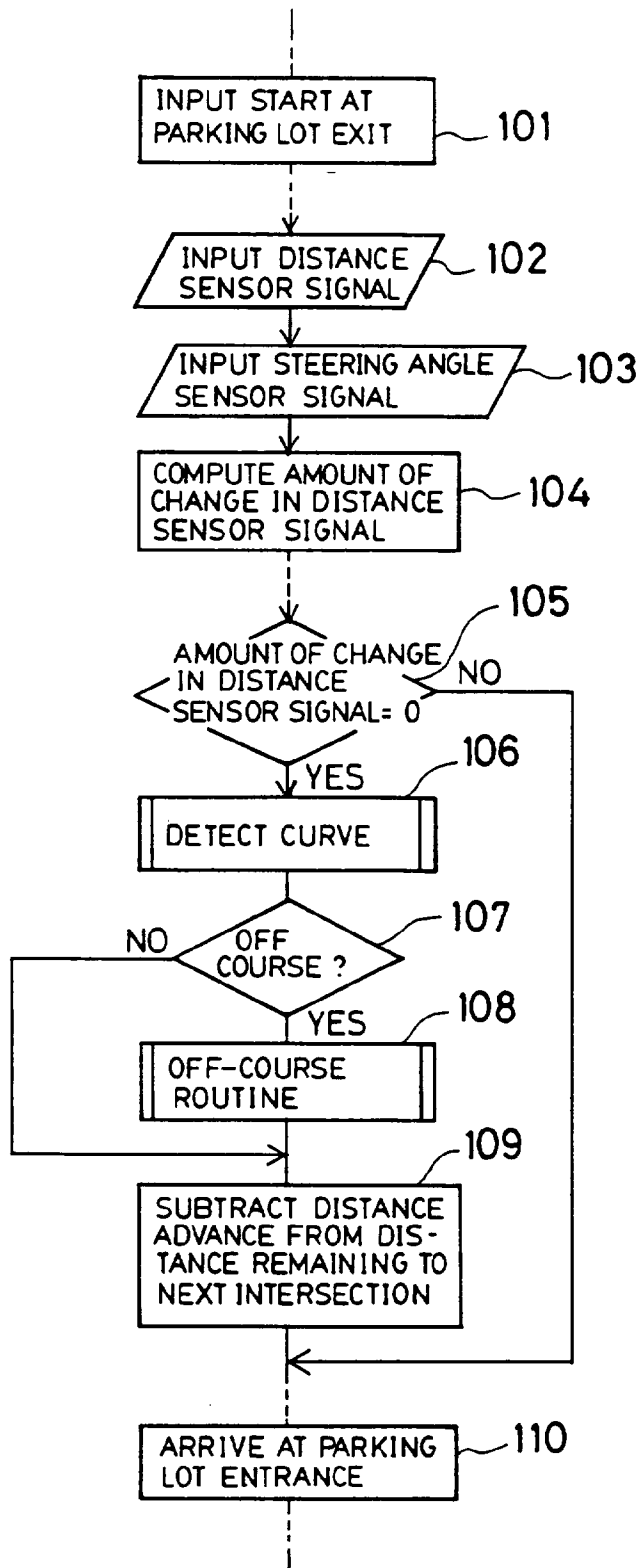 INPUT START AT
PARKING LOT EXIT
101
INPUT DISTANCE
SENSOR SIGNAL
102
INPUT STEERING ANGLE
SENSOR SIGNAL
103
COMPUTE AMOUNT OF
CHANGE IN DISTANCE
SENSOR SIGNAL
104
105
AMOUNT OF CHANGE
IN DISTANCE
SENSOR SIGNAL = 0
NO
YES
106
DETECT CURVE
107
NO
OFF
COURSE ?
YES
108
OFF-COURSE
ROUTINE
109
SUBTRACT DISTANCE
ADVANCE FROM DIS-
TANCE REMAINING TO
NEXT INTERSECTION
ARRIVE AT PARKING
LOT ENTRANCE
110